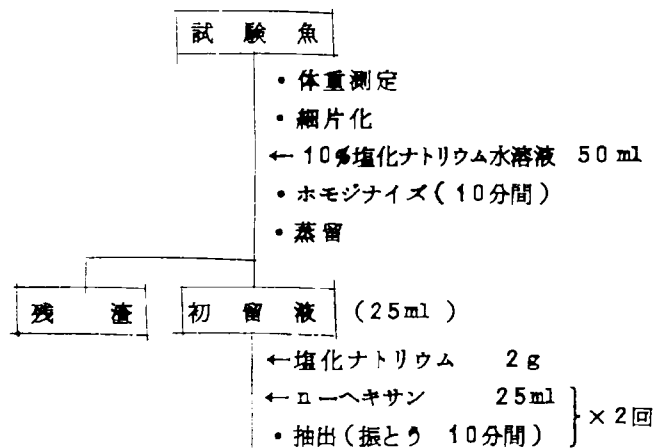 試験魚
・体重測定
・細片化
← 10%塩化ナトリウム水溶液 50ml
・ホモジナイズ(10分間)
・蒸留
残渣 初留液 (25ml)
←塩化ナトリウム 2g
← n-ヘキサン 25ml
・抽出(振とう 10分間) ×2回